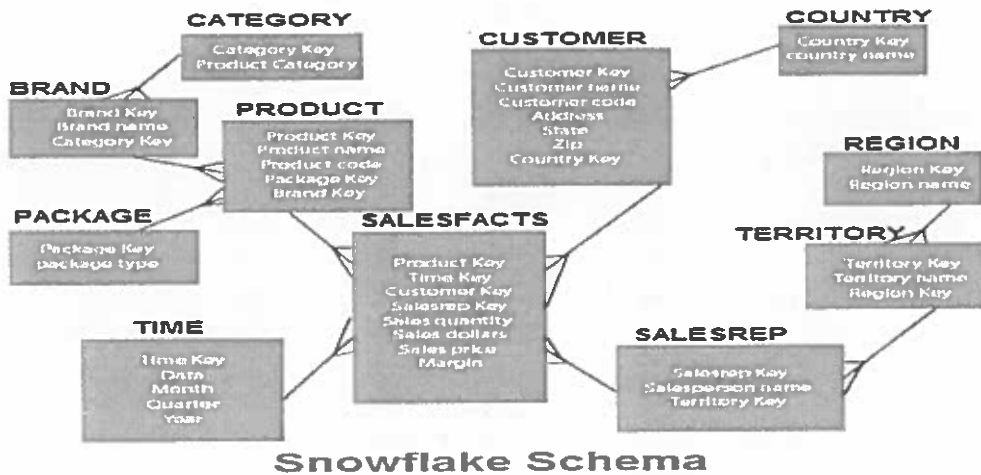 CATEGORY
Category Key
Product Category
BRAND
Brand Key
Brand name
Category Key
PRODUCT
Product Key
Product name
Product code
Package Key
Brand Key
PACKAGE
Package Key
package type
CUSTOMER
Customer Key
Customer name
Customer code
Address
State
Zip
Country Key
COUNTRY
Country Key
country name
REGION
Region Key
Region name
TERRITORY
Territory Key
Territory name
Region Key
SALESFACTS
Product Key
Time Key
Customer Key
Salesrep Key
Sales quantity
Sales dollars
Sales price
Margin
TIME
Time Key
Data
Month
Quarter
Year
SALESREP
Salesrep Key
Salesperson name
Territory Key
Snowflake Schema